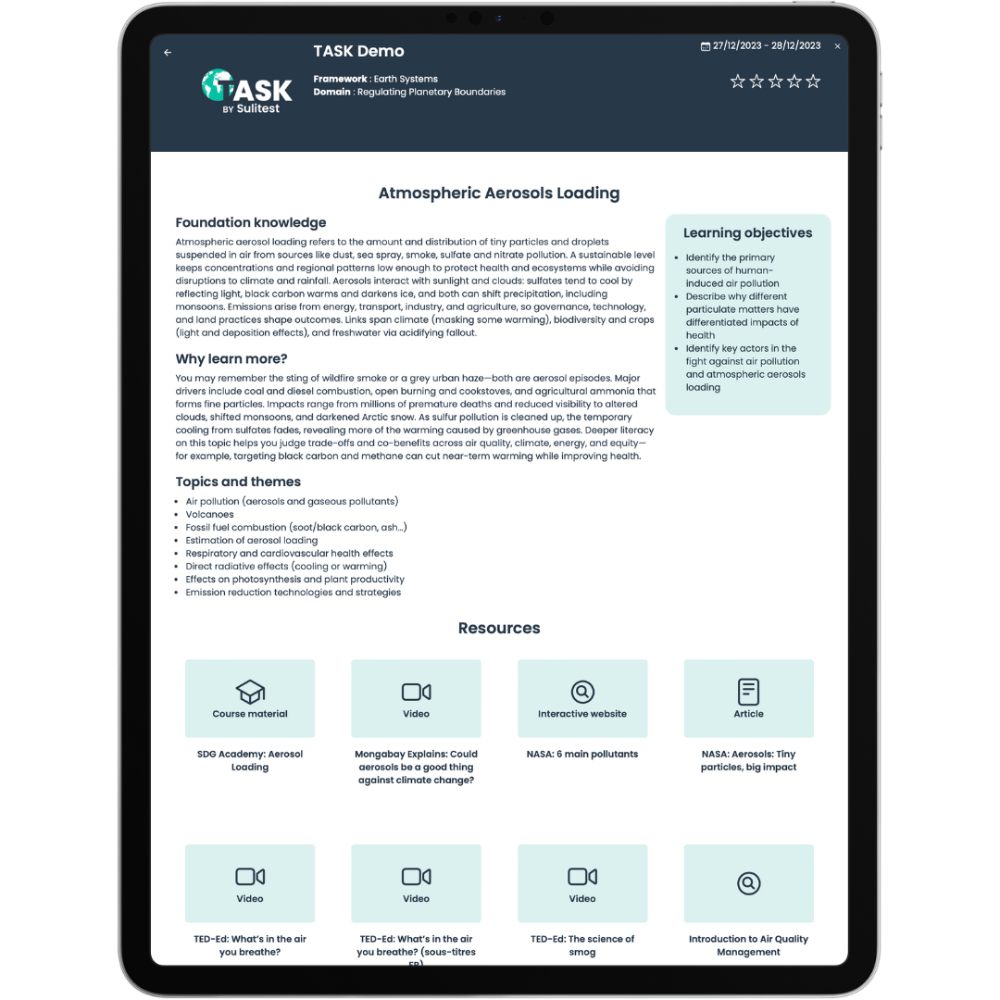 TASK Demo
27/12/2023 - 28/12/2023
TASK
BY Sulitest
Framework : Earth Systems
Domain : Regulating Planetary Boundaries
Atmospheric Aerosols Loading
Foundation knowledge
Atmospheric aerosol loading refers to the amount and distribution of tiny particles and droplets
suspended in air from sources like dust, sea spray, smoke, sulfate and nitrate pollution. A sustainable level
keeps concentrations and regional patterns low enough to protect health and ecosystems while avoiding
disruptions to climate and rainfall. Aerosols interact with sunlight and clouds: sulfates tend to cool by
reflecting light, black carbon warms and darkens ice, and both can shift precipitation, including
monsoons. Emissions arise from energy, transport, industry, and agriculture, so governance, technology,
and land practices shape outcomes. Links span climate (masking some warming), biodiversity and crops
(light and deposition effects), and freshwater via acidifying fallout.
Why learn more?
You may remember the sting of wildfire smoke or a grey urban haze—both are aerosol episodes. Major
drivers include coal and diesel combustion, open burning and cookstoves, and agricultural ammonia that
forms fine particles. Impacts range from millions of premature deaths and reduced visibility to altered
clouds, shifted monsoons, and darkened Arctic snow. As sulfur pollution is cleaned up, the temporary
cooling from sulfates fades, revealing more of the warming caused by greenhouse gases. Deeper literacy
on this topic helps you judge trade-offs and co-benefits across air quality, climate, energy, and equity—
for example, targeting black carbon and methane can cut near-term warming while improving health.
Topics and themes
• Air pollution (aerosols and gaseous pollutants)
• Volcanoes
• Fossil fuel combustion (soot/black carbon, ash...)
• Estimation of aerosol loading
• Respiratory and cardiovascular health effects
• Direct radiative effects (cooling or warming)
• Effects on photosynthesis and plant productivity
• Emission reduction technologies and strategies
Learning objectives
• Identify the primary
sources of human-
induced air pollution
• Describe why different
particulate matters have
differentiated impacts of
health
• Identify key actors in the
fight against air pollution
and atmospheric aerosols
loading
Resources
Course material
SDG Academy: Aerosol
Loading
Video
Mongabay Explains: Could
aerosols be a good thing
against climate change?
Interactive website
NASA: 6 main pollutants
Article
NASA: Aerosols: Tiny
particles, big impact
Video
TED-Ed: What's in the air
you breathe?
Video
TED-Ed: What's in the air
you breathe? (sous-titres
FR)
Video
TED-Ed: The science of
smog
Introduction to Air Quality
Management